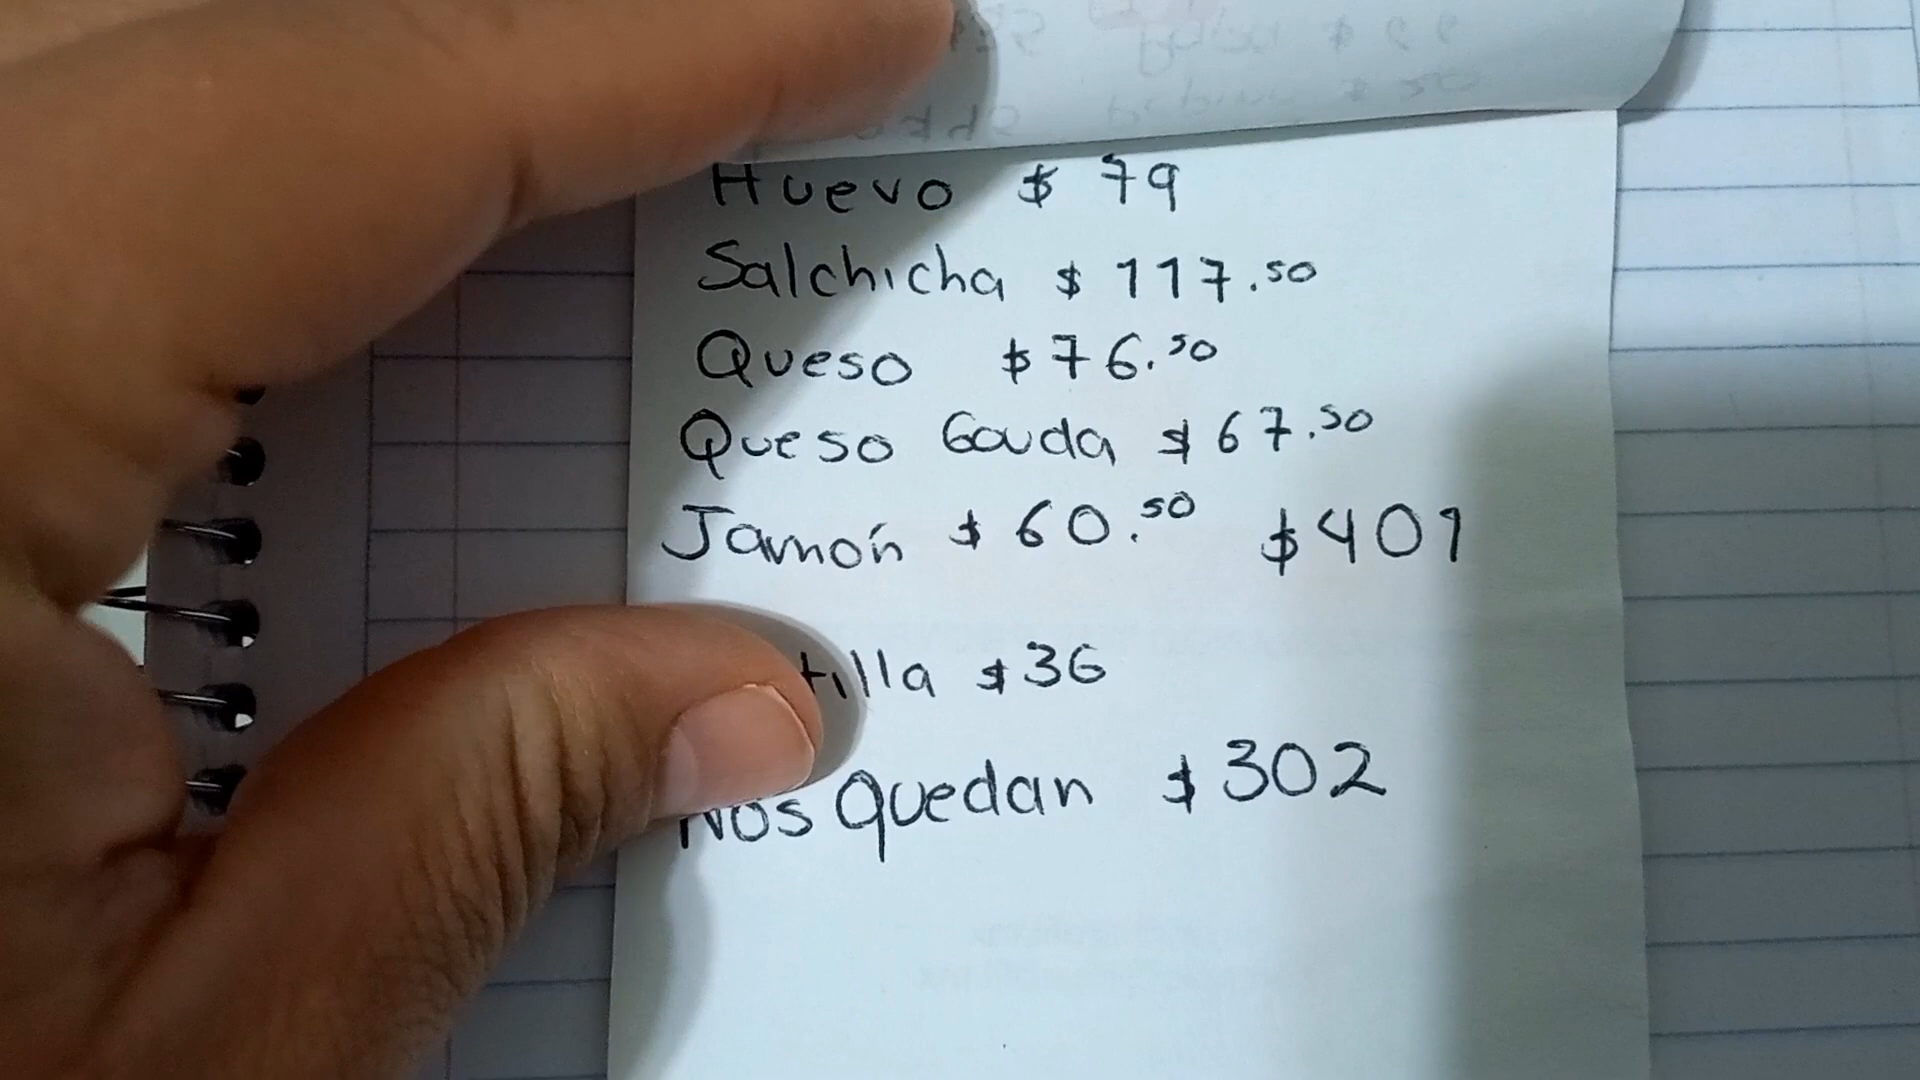 Huevo $ 79
Salchicha $ 117.50
Queso $ 76.50
Queso Gouda $ 67.50
Jamón $ 60.50 $ 401
tilla $ 36
Nos Quedan $ 302